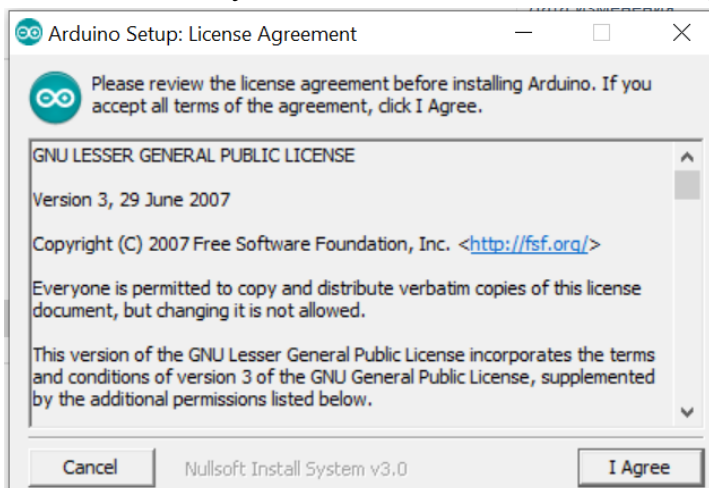 Arduino Setup: License Agreement
Please review the license agreement before installing Arduino. If you
accept all terms of the agreement, click I Agree.
GNU LESSER GENERAL PUBLIC LICENSE
Version 3, 29 June 2007
Copyright (C) 2007 Free Software Foundation, Inc. <http://fsf.org/>
Everyone is permitted to copy and distribute verbatim copies of this license
document, but changing it is not allowed.
This version of the GNU Lesser General Public License incorporates the terms
and conditions of version 3 of the GNU General Public License, supplemented
by the additional permissions listed below.
Cancel
Nullsoft Install System v3.0
I Agree